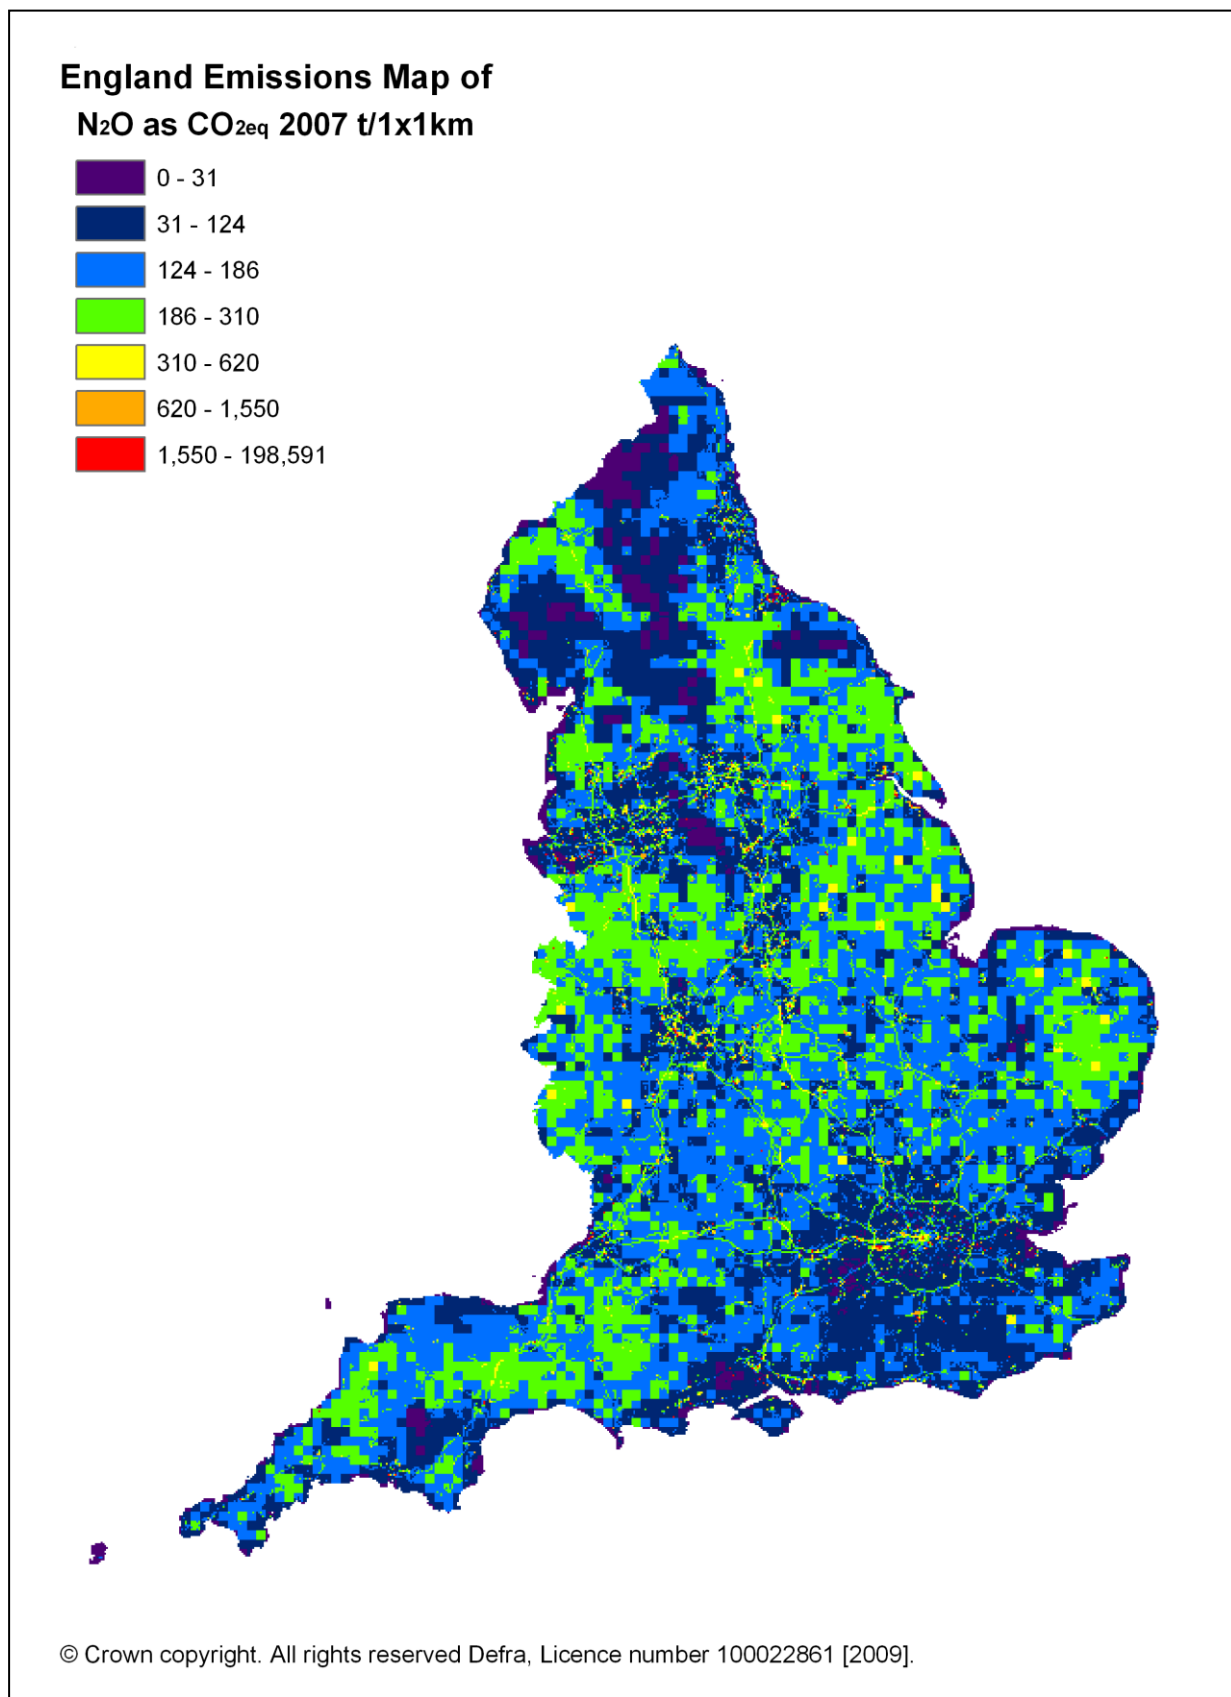 England Emissions Map of
N2O as CO2eq 2007 t/1x1km
0 - 31
31 - 124
124 - 186
186 - 310
310 - 620
620 - 1,550
1,550 - 198,591
© Crown copyright. All rights reserved Defra, Licence number 100022861 [2009].